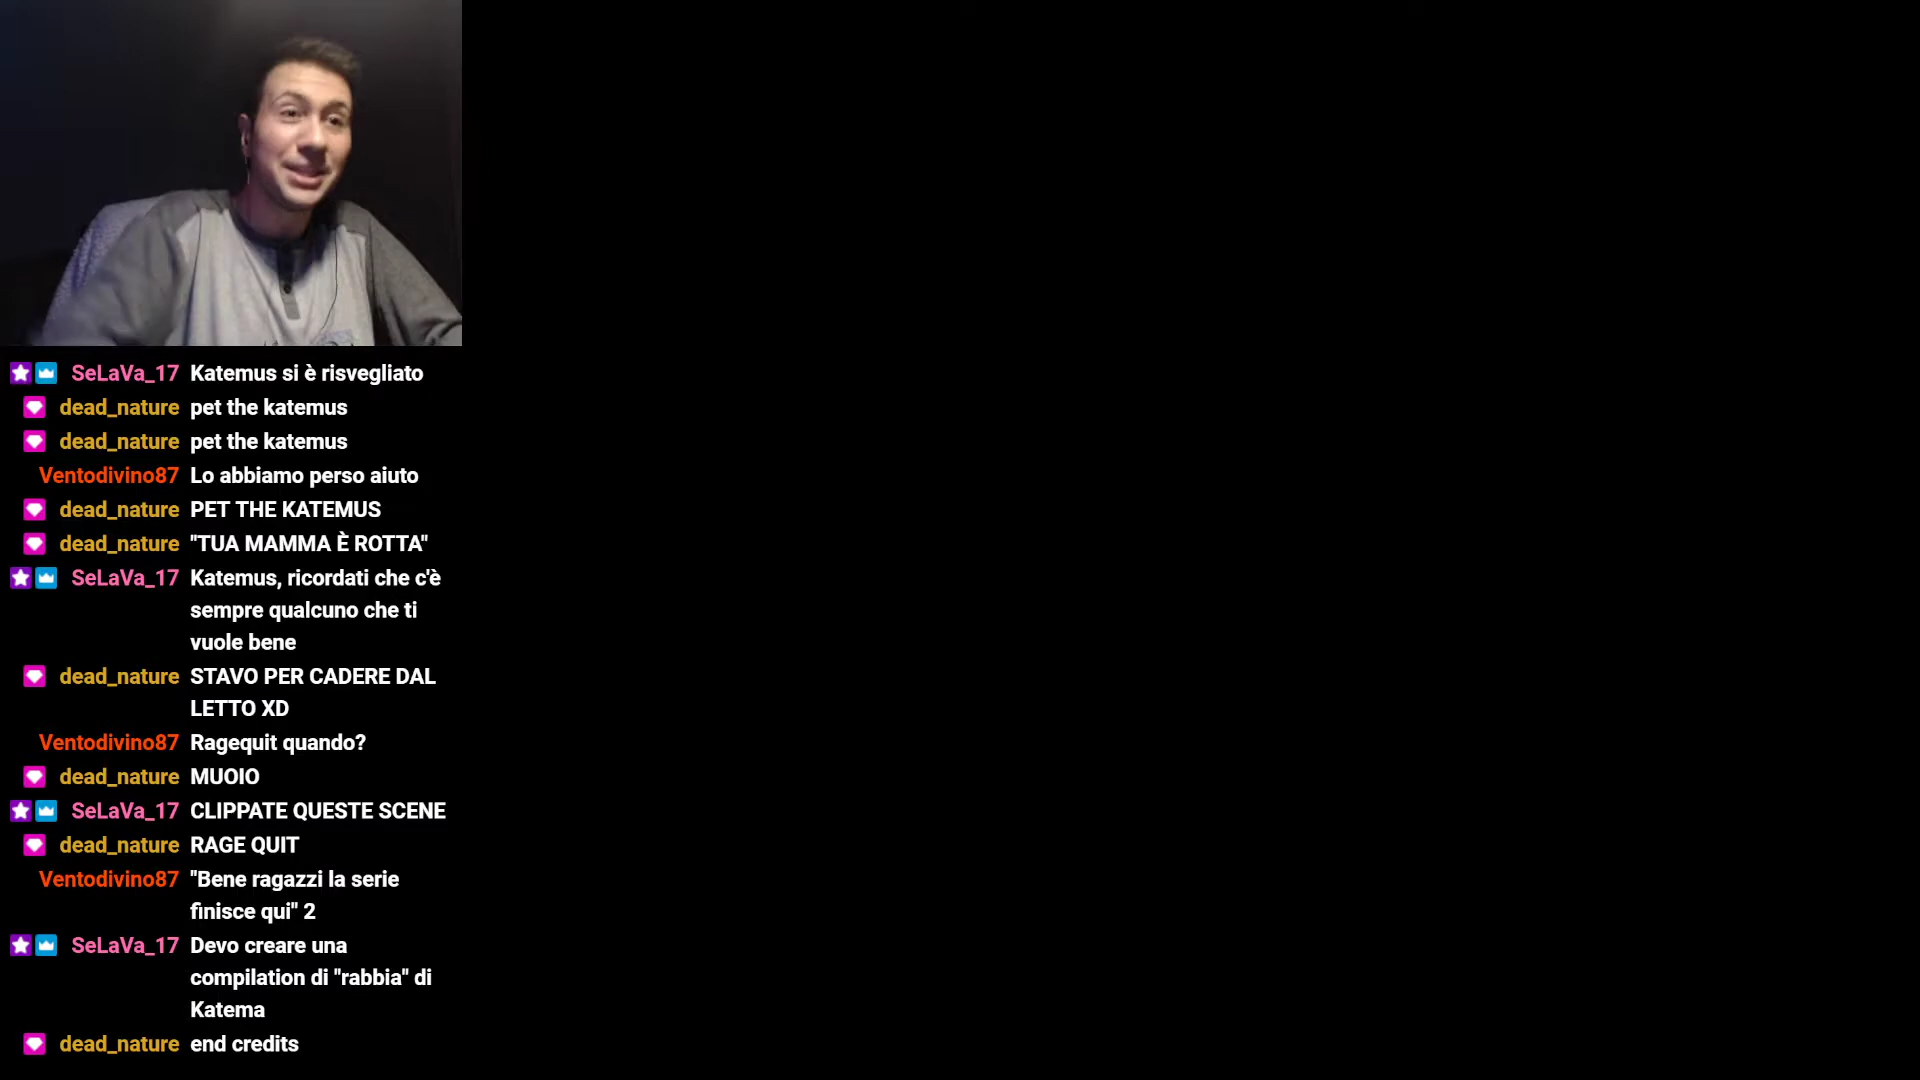 SeLaVa_17 Katemus si è risvegliato
dead_nature pet the katemus
dead_nature pet the katemus
Ventodivino87 Lo abbiamo perso aiuto
dead_nature PET THE KATEMUS
dead_nature "TUA MAMMA È ROTTA"
SeLaVa_17 Katemus, ricordati che c'è
sempre qualcuno che ti
vuole bene
dead_nature STAVO PER CADERE DAL
LETTO XD
Ventodivino87 Ragequit quando?
dead_nature MUOIO
SeLaVa_17 CLIPPATE QUESTE SCENE
dead_nature RAGE QUIT
Ventodivino87 "Bene ragazzi la serie
finisce qui" 2
SeLaVa_17 Devo creare una
compilation di "rabbia" di
Katema
dead_nature end credits